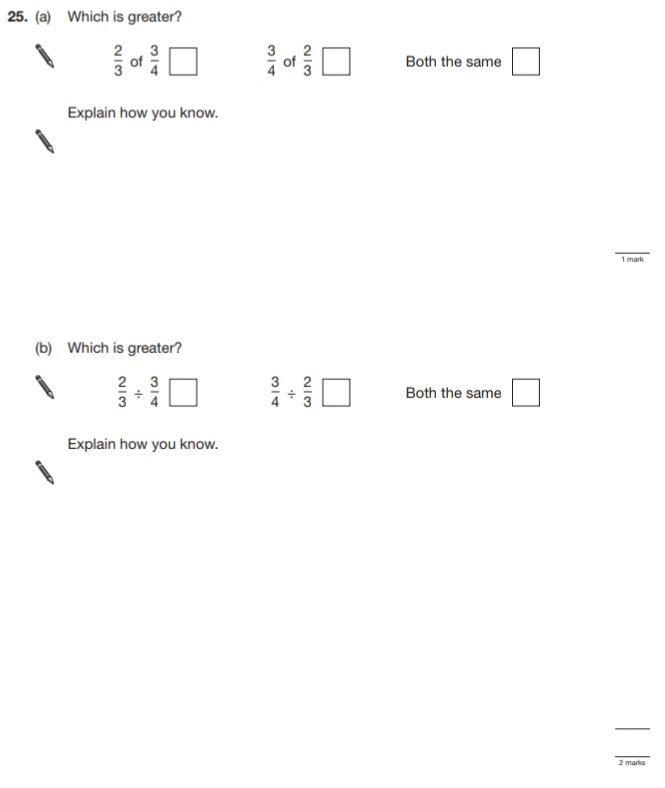 25. (a) Which is greater?
2/3 of 3/4 3/4 of 2/3 Both the same
Explain how you know.
1 mark
(b) Which is greater?
2/3 ÷ 3/4 3/4 ÷ 2/3 Both the same
Explain how you know.
2 marks